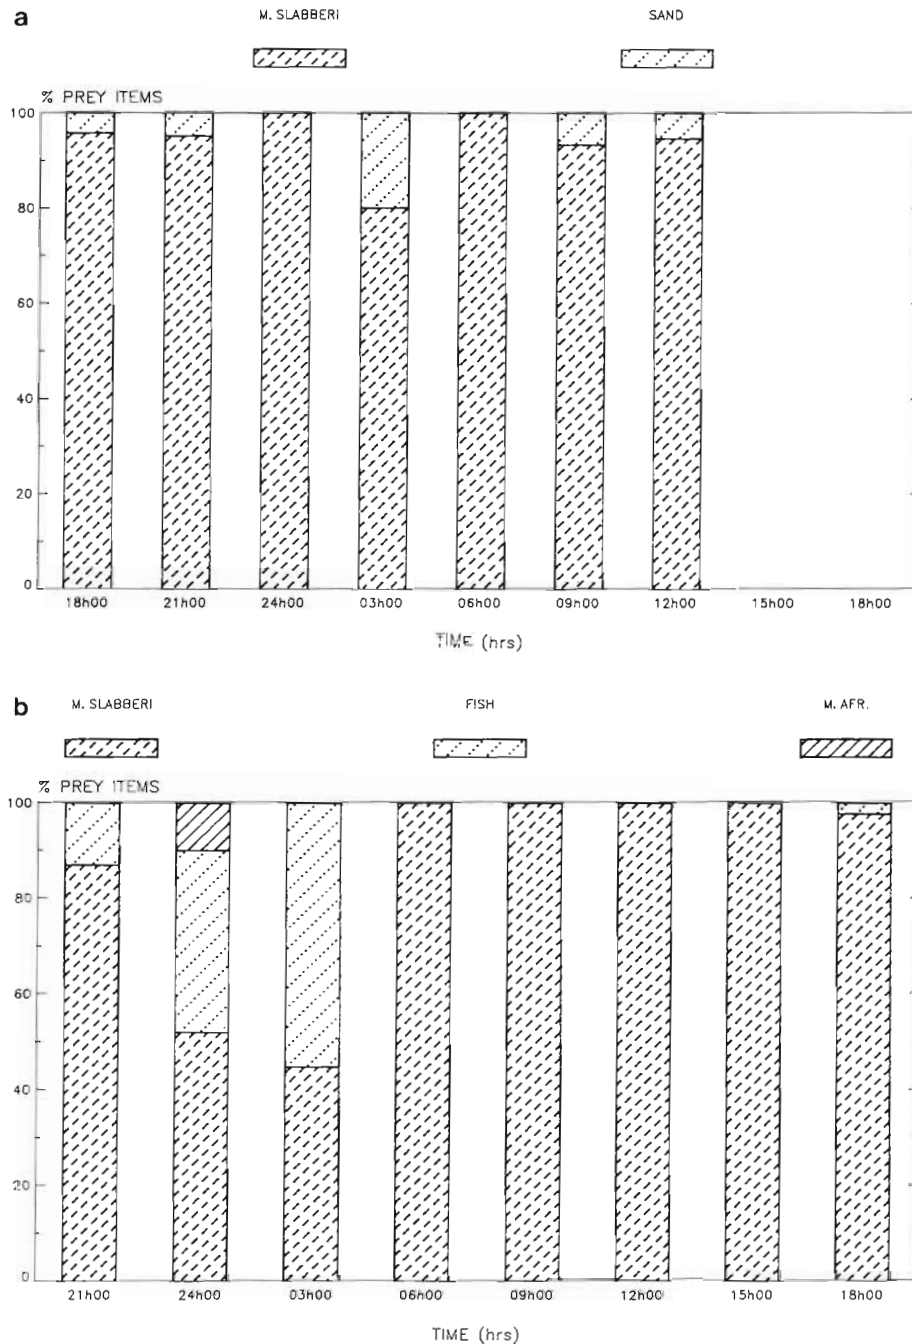 a
M. SLABBERI SAND
% PREY ITEMS
100
80
60
40
20
0
18h00 21h00 24h00 03h00 06h00 09h00 12h00 15h00 18h00
TIME (hrs)
b
M. SLABBERI FISH M. AFR.
% PREY ITEMS
100
80
60
40
20
0
21h00 24h00 03h00 06h00 09h00 12h00 15h00 18h00
TIME (hrs)